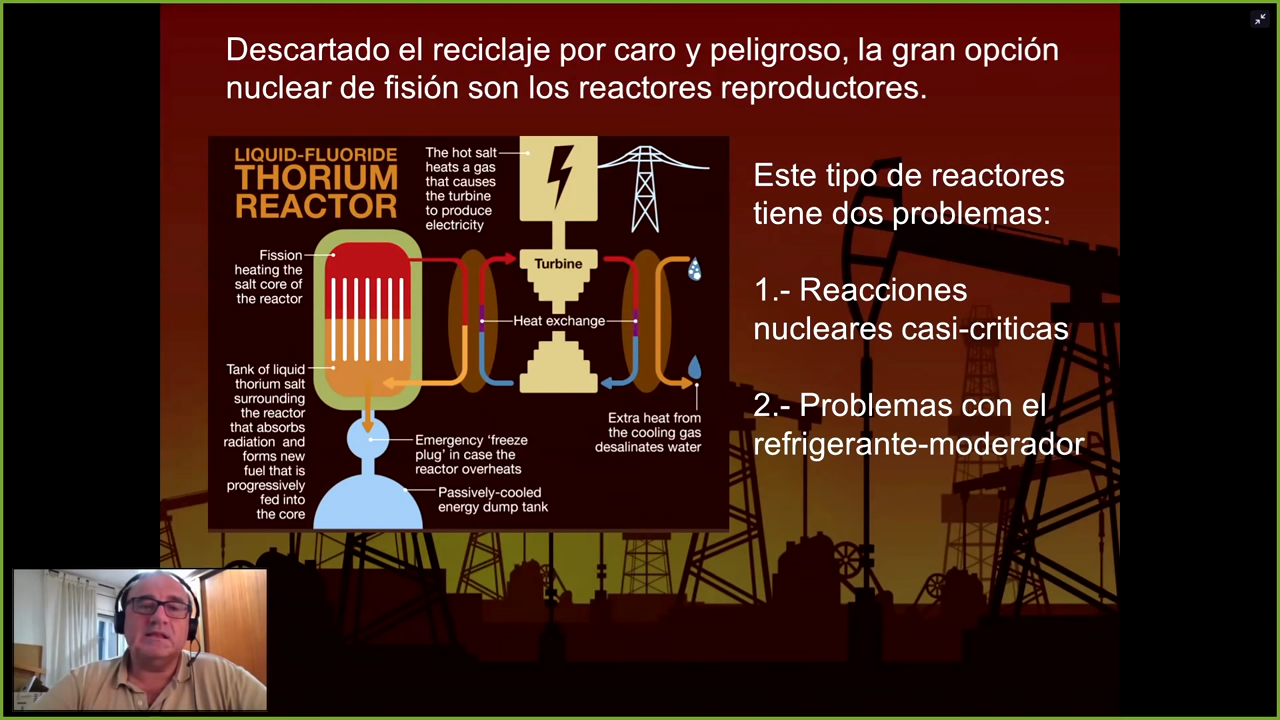 Descartado el reciclaje por caro y peligroso, la gran opción
nuclear de fisión son los reactores reproductores.
LIQUID-FLUORIDE
THORIUM
REACTOR
The hot salt
heats a gas
that causes
the turbine
to produce
electricity
Fission
heating the
salt core of
the reactor
Turbine
Heat exchange
Tank of liquid
thorium salt
surrounding
the reactor
that absorbs
radiation and
forms new
fuel that is
progressively
fed into
the core
Extra heat from
the cooling gas
desalinates water
Emergency ‘freeze
plug’ in case the
reactor overheats
Passively-cooled
energy dump tank
Este tipo de reactores
tiene dos problemas:
1.- Reacciones
nucleares casi-criticas
2.- Problemas con el
refrigerante-moderador